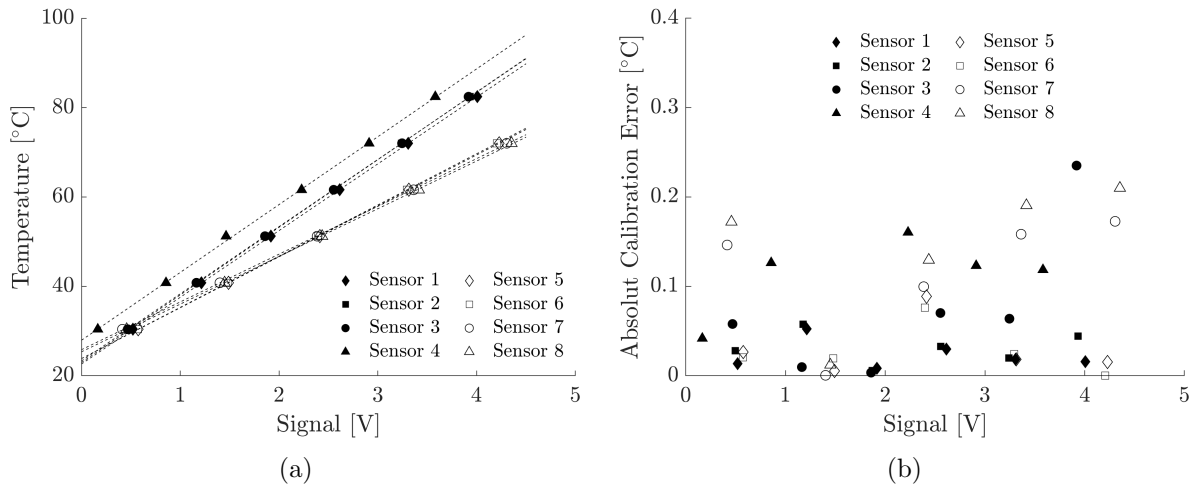 100
80
60
40
20
0
1
2
3
4
5
Temperature [°C]
Signal [V]
Sensor 1
Sensor 2
Sensor 3
Sensor 4
Sensor 5
Sensor 6
Sensor 7
Sensor 8
(a)
0.4
0.3
0.2
0.1
0
0
1
2
3
4
5
Absolut Calibration Error [°C]
Signal [V]
Sensor 1
Sensor 2
Sensor 3
Sensor 4
Sensor 5
Sensor 6
Sensor 7
Sensor 8
(b)